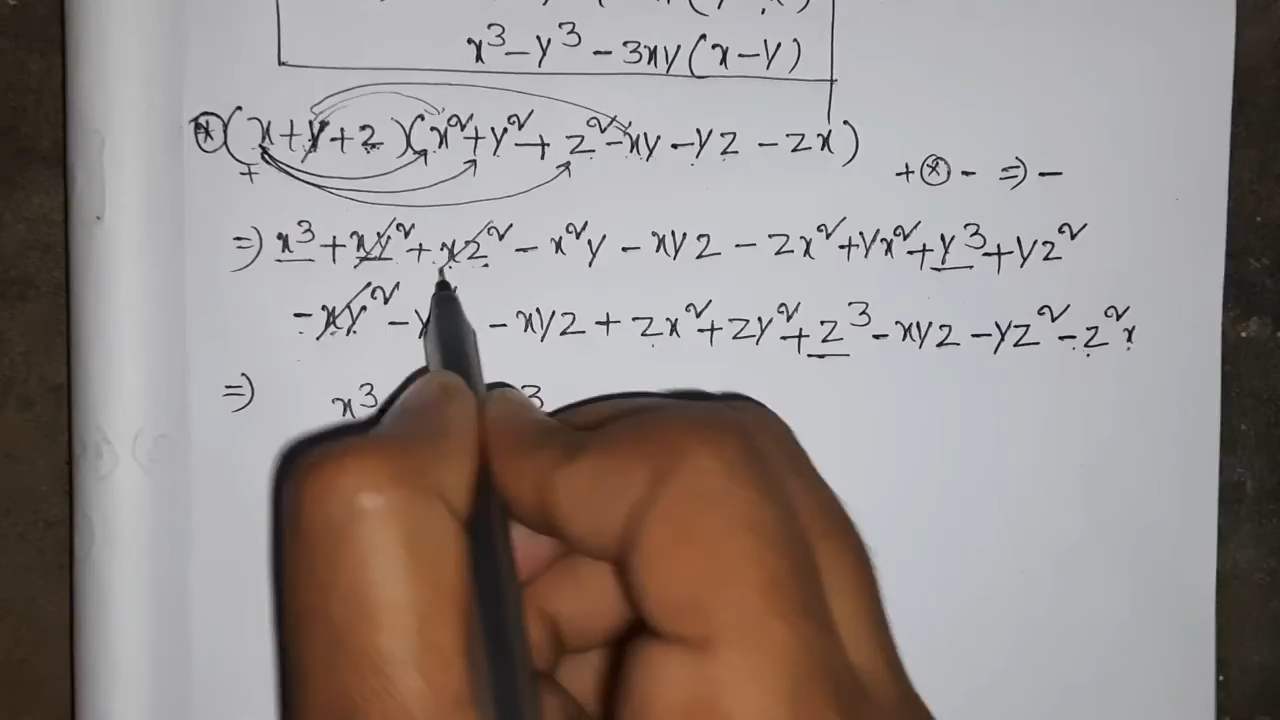 x³ - y³ - 3xy(x - y)
⊛ (x + y + z)(x² + y² + z² - xy - yz - zx)
+
+ ⊛ - ⇒ -
⇒ x³ + xy² + xz² - x²y - xyz - zx² + yx² + y³ + yz²
- xy² - y - xyz + zx² + zy² + z³ - xyz - yz² - z²x
⇒ x³ 3